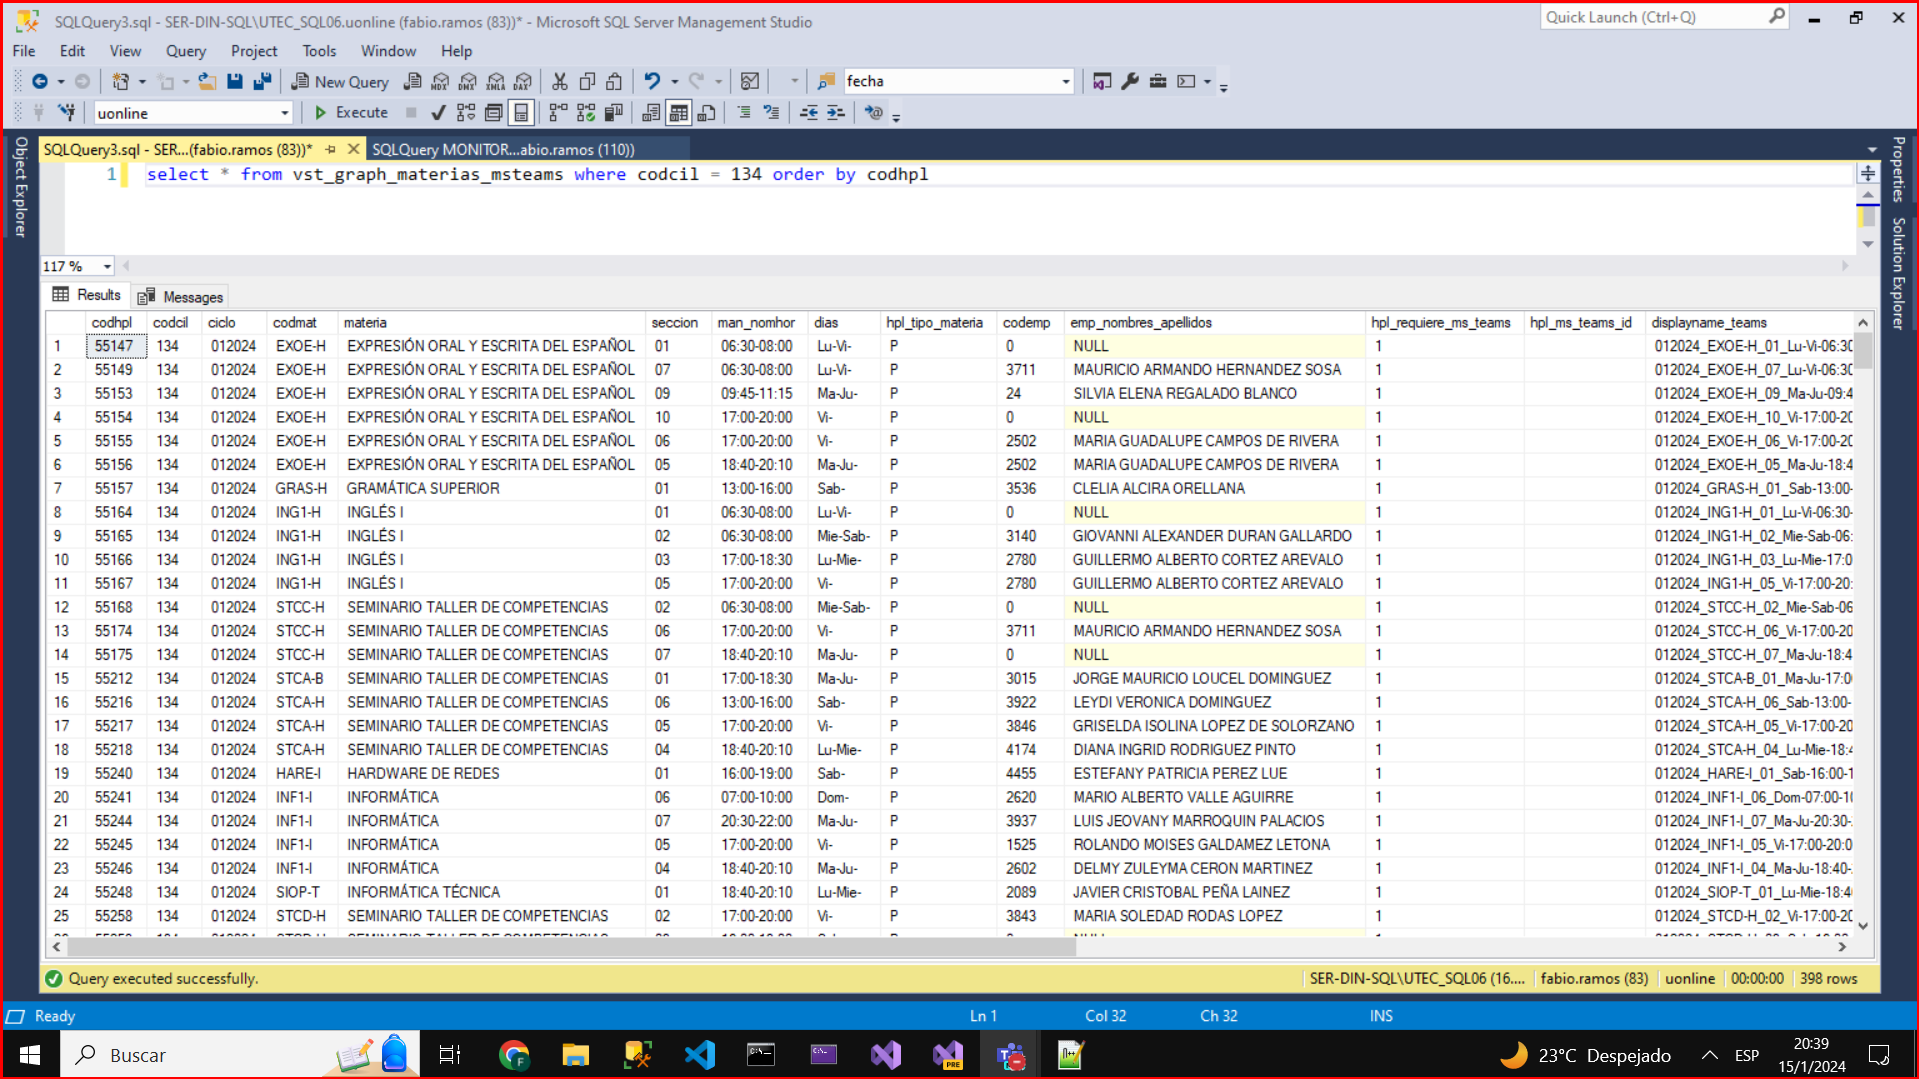 SQLQuery3.sql - SER-DIN-SQL\UTEC_SQL06.uonline (fabio.ramos (83))* - Microsoft SQL Server Management Studio
Quick Launch (Ctrl+Q)
File Edit View Query Project Tools Window Help
New Query MDX DMX XMLA DAX fecha
uonline Execute
Object Explorer
SQLQuery3.sql - SER...(fabio.ramos (83))* SQLQuery MONITOR...abio.ramos (110))
Properties
Solution Explorer
1 select * from vst_graph_materias_msteams where codcil = 134 order by codhpl
117 %
Results Messages
codhpl codcil ciclo codmat materia seccion man_nomhor dias hpl_tipo_materia codemp emp_nombres_apellidos hpl_requiere_ms_teams hpl_ms_teams_id displayname_teams
1 55147 134 012024 EXOE-H EXPRESIÓN ORAL Y ESCRITA DEL ESPAÑOL 01 06:30-08:00 Lu-Vi- P 0 NULL 1 012024_EXOE-H_01_Lu-Vi-06:30
2 55149 134 012024 EXOE-H EXPRESIÓN ORAL Y ESCRITA DEL ESPAÑOL 07 06:30-08:00 Lu-Vi- P 3711 MAURICIO ARMANDO HERNANDEZ SOSA 1 012024_EXOE-H_07_Lu-Vi-06:30
3 55153 134 012024 EXOE-H EXPRESIÓN ORAL Y ESCRITA DEL ESPAÑOL 09 09:45-11:15 Ma-Ju- P 24 SILVIA ELENA REGALADO BLANCO 1 012024_EXOE-H_09_Ma-Ju-09:4
4 55154 134 012024 EXOE-H EXPRESIÓN ORAL Y ESCRITA DEL ESPAÑOL 10 17:00-20:00 Vi- P 0 NULL 1 012024_EXOE-H_10_Vi-17:00-20
5 55155 134 012024 EXOE-H EXPRESIÓN ORAL Y ESCRITA DEL ESPAÑOL 06 17:00-20:00 Vi- P 2502 MARIA GUADALUPE CAMPOS DE RIVERA 1 012024_EXOE-H_06_Vi-17:00-20
6 55156 134 012024 EXOE-H EXPRESIÓN ORAL Y ESCRITA DEL ESPAÑOL 05 18:40-20:10 Ma-Ju- P 2502 MARIA GUADALUPE CAMPOS DE RIVERA 1 012024_EXOE-H_05_Ma-Ju-18:4
7 55157 134 012024 GRAS-H GRAMÁTICA SUPERIOR 01 13:00-16:00 Sab- P 3536 CLELIA ALCIRA ORELLANA 1 012024_GRAS-H_01_Sab-13:00-
8 55164 134 012024 ING1-H INGLÉS I 01 06:30-08:00 Lu-Vi- P 0 NULL 1 012024_ING1-H_01_Lu-Vi-06:30-
9 55165 134 012024 ING1-H INGLÉS I 02 06:30-08:00 Mie-Sab- P 3140 GIOVANNI ALEXANDER DURAN GALLARDO 1 012024_ING1-H_02_Mie-Sab-06:
10 55166 134 012024 ING1-H INGLÉS I 03 17:00-18:30 Lu-Mie- P 2780 GUILLERMO ALBERTO CORTEZ AREVALO 1 012024_ING1-H_03_Lu-Mie-17:0
11 55167 134 012024 ING1-H INGLÉS I 05 17:00-20:00 Vi- P 2780 GUILLERMO ALBERTO CORTEZ AREVALO 1 012024_ING1-H_05_Vi-17:00-20:
12 55168 134 012024 STCC-H SEMINARIO TALLER DE COMPETENCIAS 02 06:30-08:00 Mie-Sab- P 0 NULL 1 012024_STCC-H_02_Mie-Sab-06
13 55174 134 012024 STCC-H SEMINARIO TALLER DE COMPETENCIAS 06 17:00-20:00 Vi- P 3711 MAURICIO ARMANDO HERNANDEZ SOSA 1 012024_STCC-H_06_Vi-17:00-20
14 55175 134 012024 STCC-H SEMINARIO TALLER DE COMPETENCIAS 07 18:40-20:10 Ma-Ju- P 0 NULL 1 012024_STCC-H_07_Ma-Ju-18:4
15 55212 134 012024 STCA-B SEMINARIO TALLER DE COMPETENCIAS 01 17:00-18:30 Ma-Ju- P 3015 JORGE MAURICIO LOUCEL DOMINGUEZ 1 012024_STCA-B_01_Ma-Ju-17:0
16 55216 134 012024 STCA-H SEMINARIO TALLER DE COMPETENCIAS 06 13:00-16:00 Sab- P 3922 LEYDI VERONICA DOMINGUEZ 1 012024_STCA-H_06_Sab-13:00-
17 55217 134 012024 STCA-H SEMINARIO TALLER DE COMPETENCIAS 05 17:00-20:00 Vi- P 3846 GRISELDA ISOLINA LOPEZ DE SOLORZANO 1 012024_STCA-H_05_Vi-17:00-20
18 55218 134 012024 STCA-H SEMINARIO TALLER DE COMPETENCIAS 04 18:40-20:10 Lu-Mie- P 4174 DIANA INGRID RODRIGUEZ PINTO 1 012024_STCA-H_04_Lu-Mie-18:4
19 55240 134 012024 HARE-I HARDWARE DE REDES 01 16:00-19:00 Sab- P 4455 ESTEFANY PATRICIA PEREZ LUE 1 012024_HARE-I_01_Sab-16:00-1
20 55241 134 012024 INF1-I INFORMÁTICA 06 07:00-10:00 Dom- P 2620 MARIO ALBERTO VALLE AGUIRRE 1 012024_INF1-I_06_Dom-07:00-10
21 55244 134 012024 INF1-I INFORMÁTICA 07 20:30-22:00 Ma-Ju- P 3937 LUIS JEOVANY MARROQUIN PALACIOS 1 012024_INF1-I_07_Ma-Ju-20:30-
22 55245 134 012024 INF1-I INFORMÁTICA 05 17:00-20:00 Vi- P 1525 ROLANDO MOISES GALDAMEZ LETONA 1 012024_INF1-I_05_Vi-17:00-20:0
23 55246 134 012024 INF1-I INFORMÁTICA 04 18:40-20:10 Ma-Ju- P 2602 DELMY ZULEYMA CERON MARTINEZ 1 012024_INF1-I_04_Ma-Ju-18:40-
24 55248 134 012024 SIOP-T INFORMÁTICA TÉCNICA 01 18:40-20:10 Lu-Mie- P 2089 JAVIER CRISTOBAL PEÑA LAINEZ 1 012024_SIOP-T_01_Lu-Mie-18:4
25 55258 134 012024 STCD-H SEMINARIO TALLER DE COMPETENCIAS 02 17:00-20:00 Vi- P 3843 MARIA SOLEDAD RODAS LOPEZ 1 012024_STCD-H_02_Vi-17:00-20
Query executed successfully. SER-DIN-SQL\UTEC_SQL06 (16.... fabio.ramos (83) uonline 00:00:00 398 rows
Ready Ln 1 Col 32 Ch 32 INS
Buscar 23°C Despejado ESP 20:39
15/1/2024